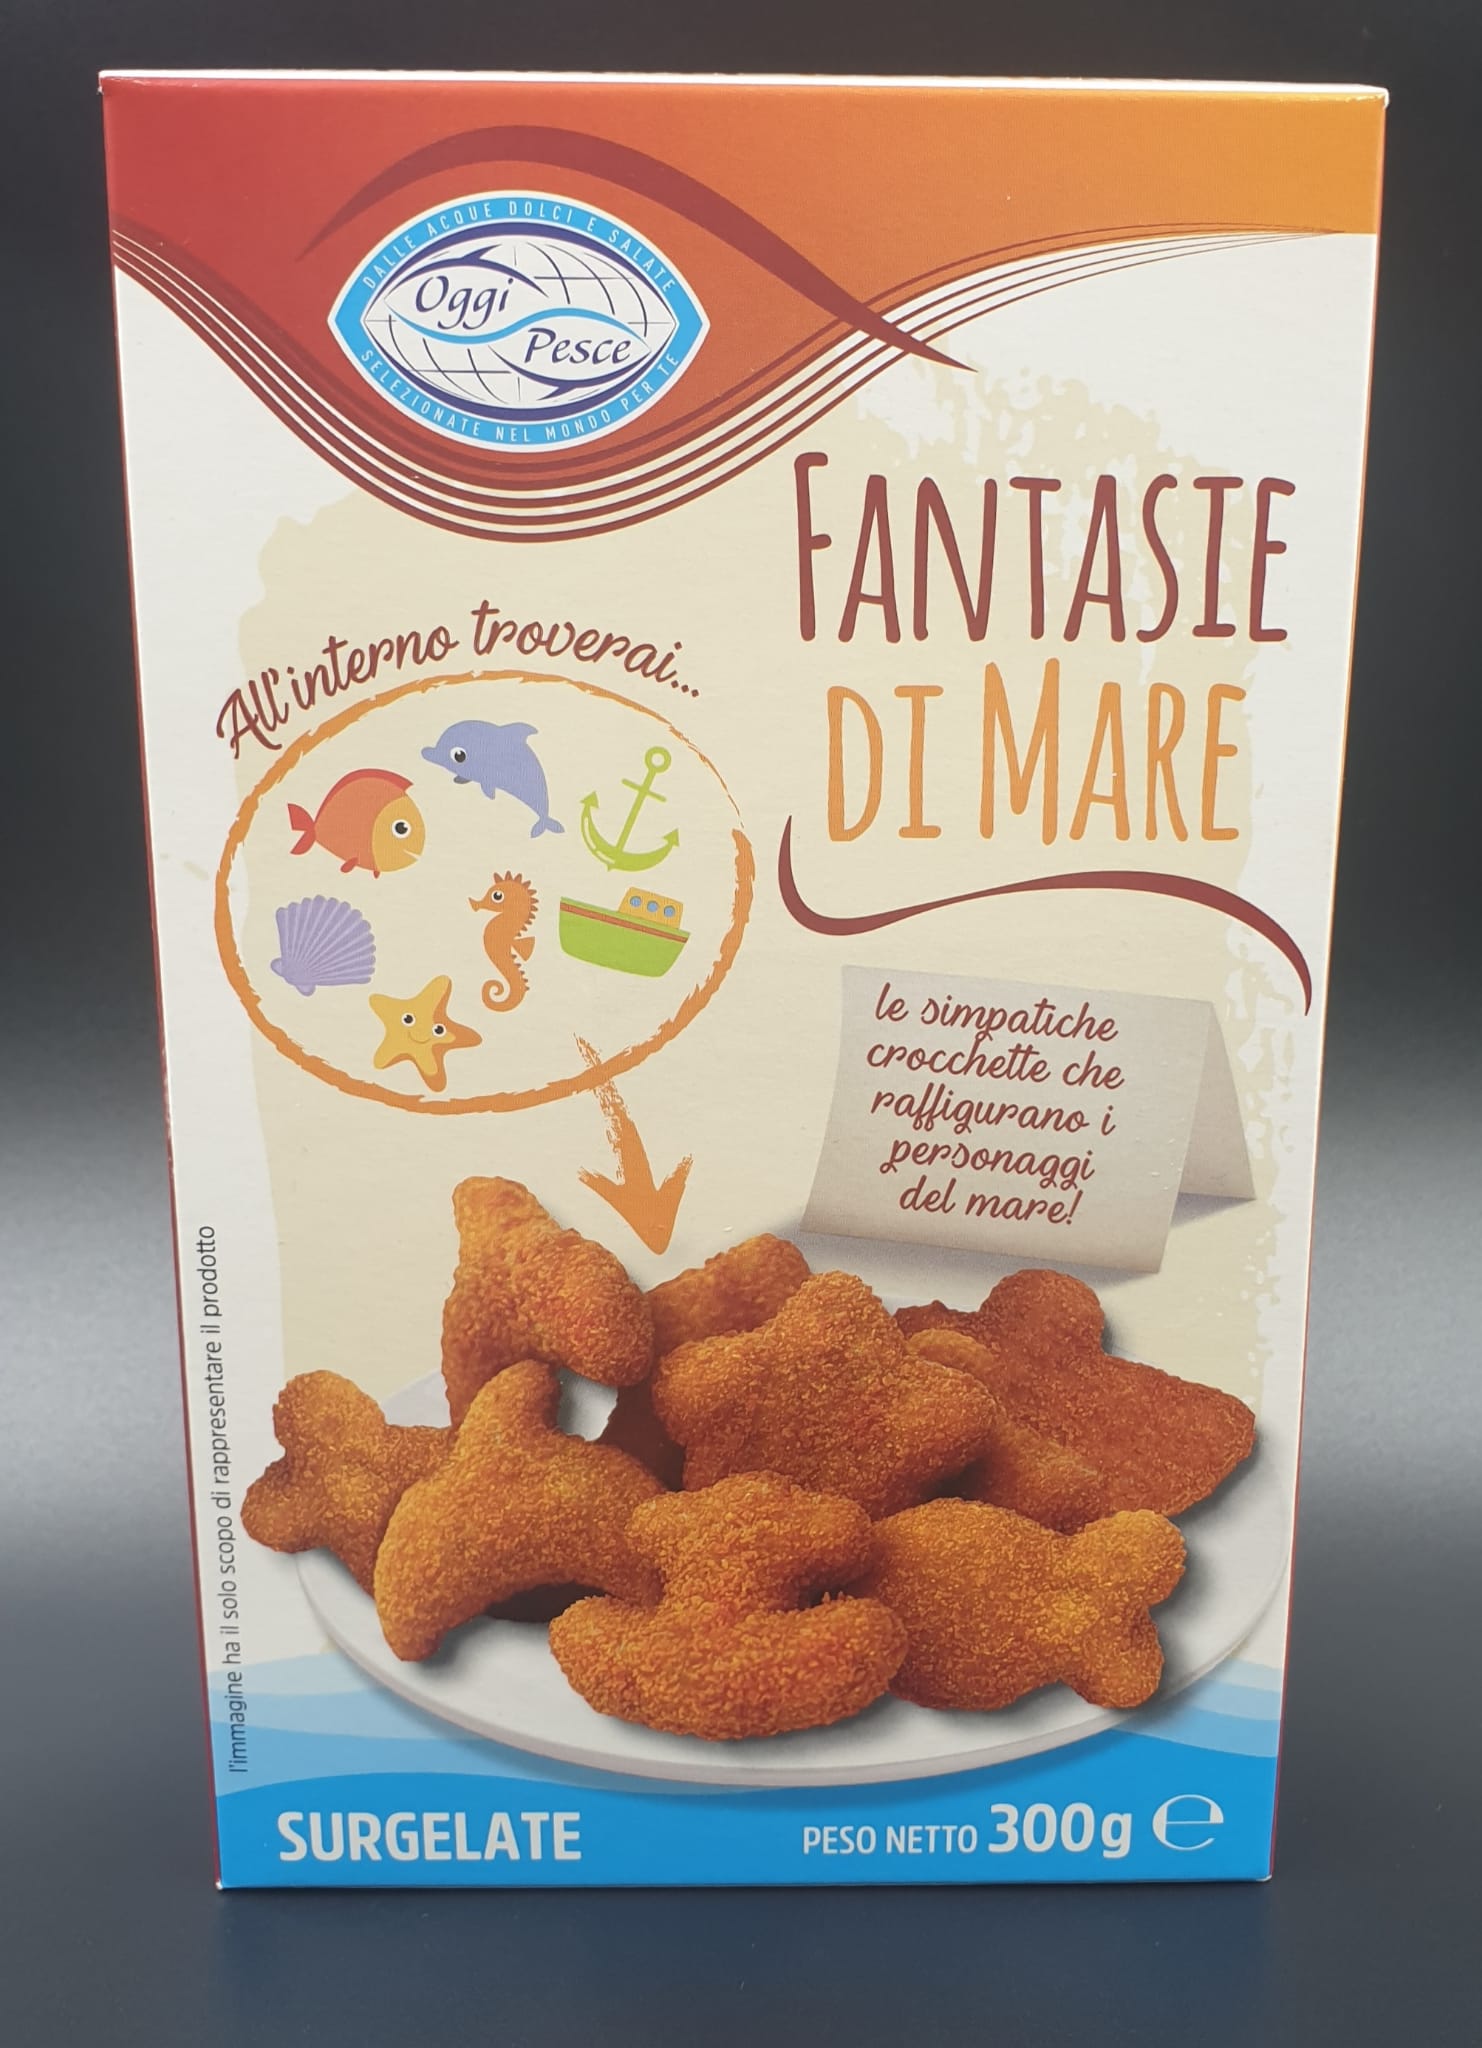 DALLE ACQUE DOLCI E SALATE
Oggi
Pesce
SELEZIONATE NEL MONDO PER TE
FANTASIE
DI MARE
All'interno troverai...
le simpatiche
crocchette che
raffigurano i
personaggi
del mare!
l'immagine ha il solo scopo di rappresentare il prodotto
SURGELATE
PESO NETTO 300g ℮